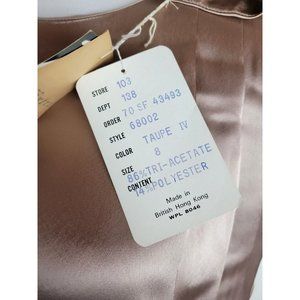 STORE 103
DEPT 138
ORDER 70 SF 43493
STYLE 68002
COLOR TAUPE IV
SIZE 8
CONTENT 86%TRI-ACETATE
14%POLYESTER
Made in
British Hong Kong
WPL 8046